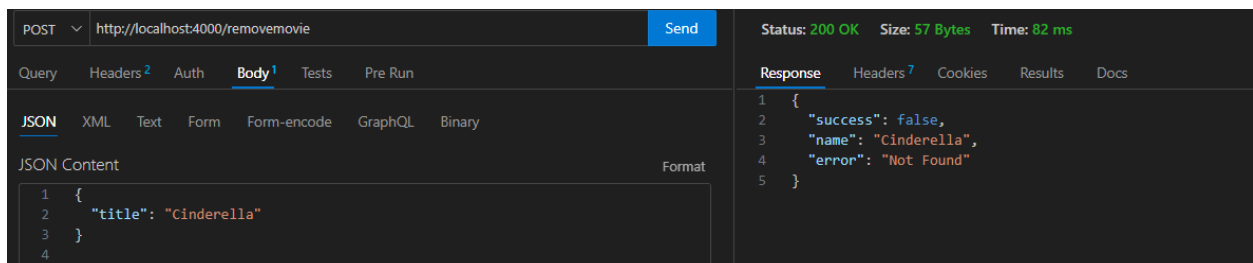 POST http://localhost:4000/removemovie Send
Query Headers 2 Auth Body 1 Tests Pre Run
JSON XML Text Form Form-encode GraphQL Binary
JSON Content Format
1 {
2 "title": "Cinderella"
3 }
4
Status: 200 OK Size: 57 Bytes Time: 82 ms
Response Headers 7 Cookies Results Docs
1 {
2 "success": false,
3 "name": "Cinderella",
4 "error": "Not Found"
5 }